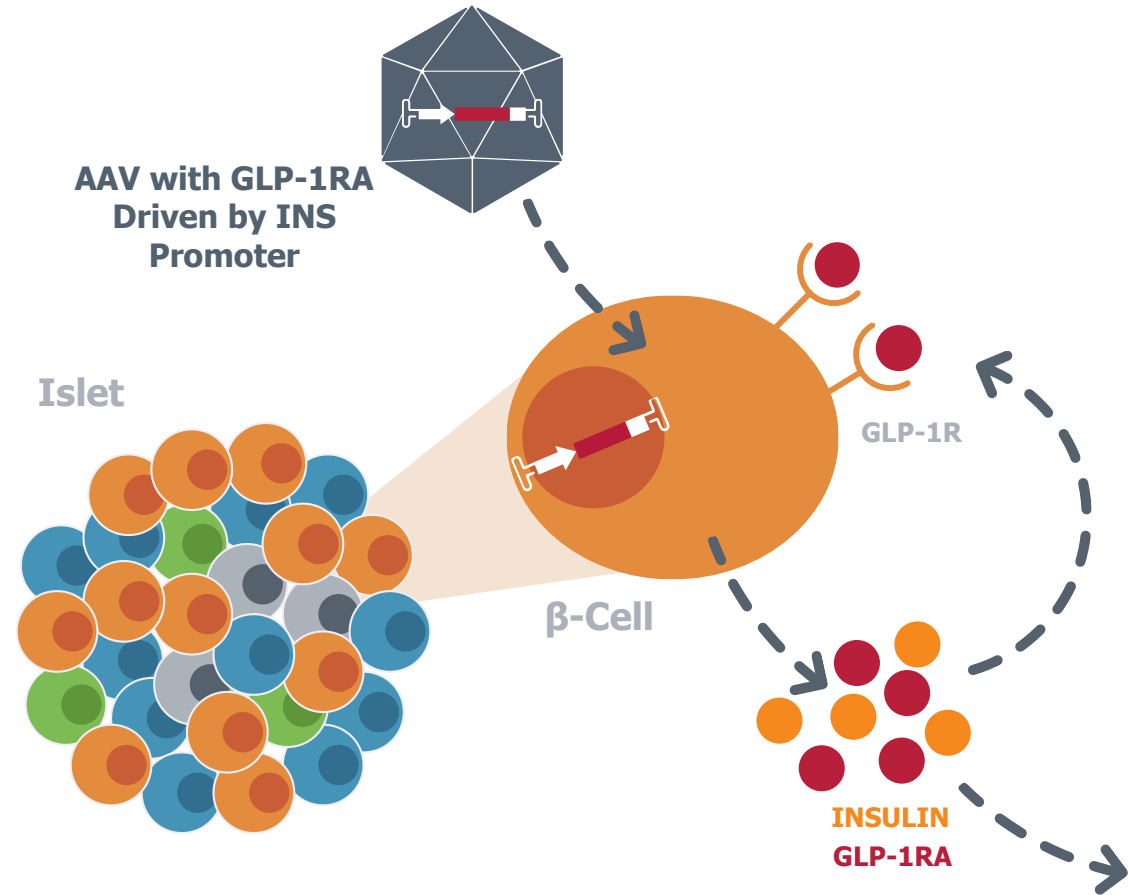 AAV with GLP-1RA
Driven by INS
Promoter
Islet
GLP-1R
β-Cell
INSULIN
GLP-1RA